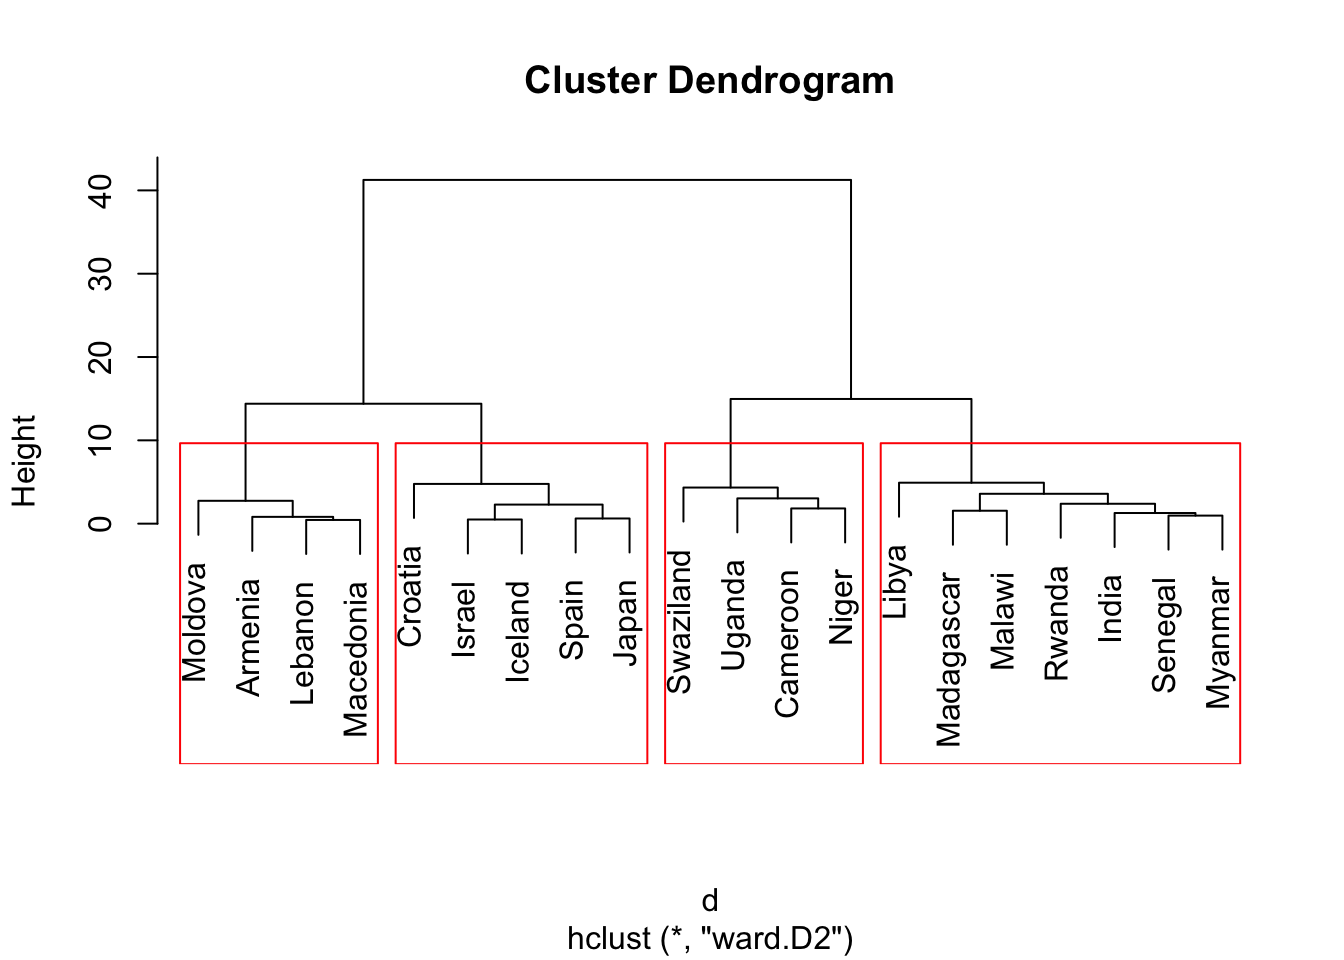 Cluster Dendrogram
Height
40
30
20
10
0
Moldova
Armenia
Lebanon
Macedonia
Croatia
Israel
Iceland
Spain
Japan
Swaziland
Uganda
Cameroon
Niger
Libya
Madagascar
Malawi
Rwanda
India
Senegal
Myanmar
d
hclust (*, "ward.D2")